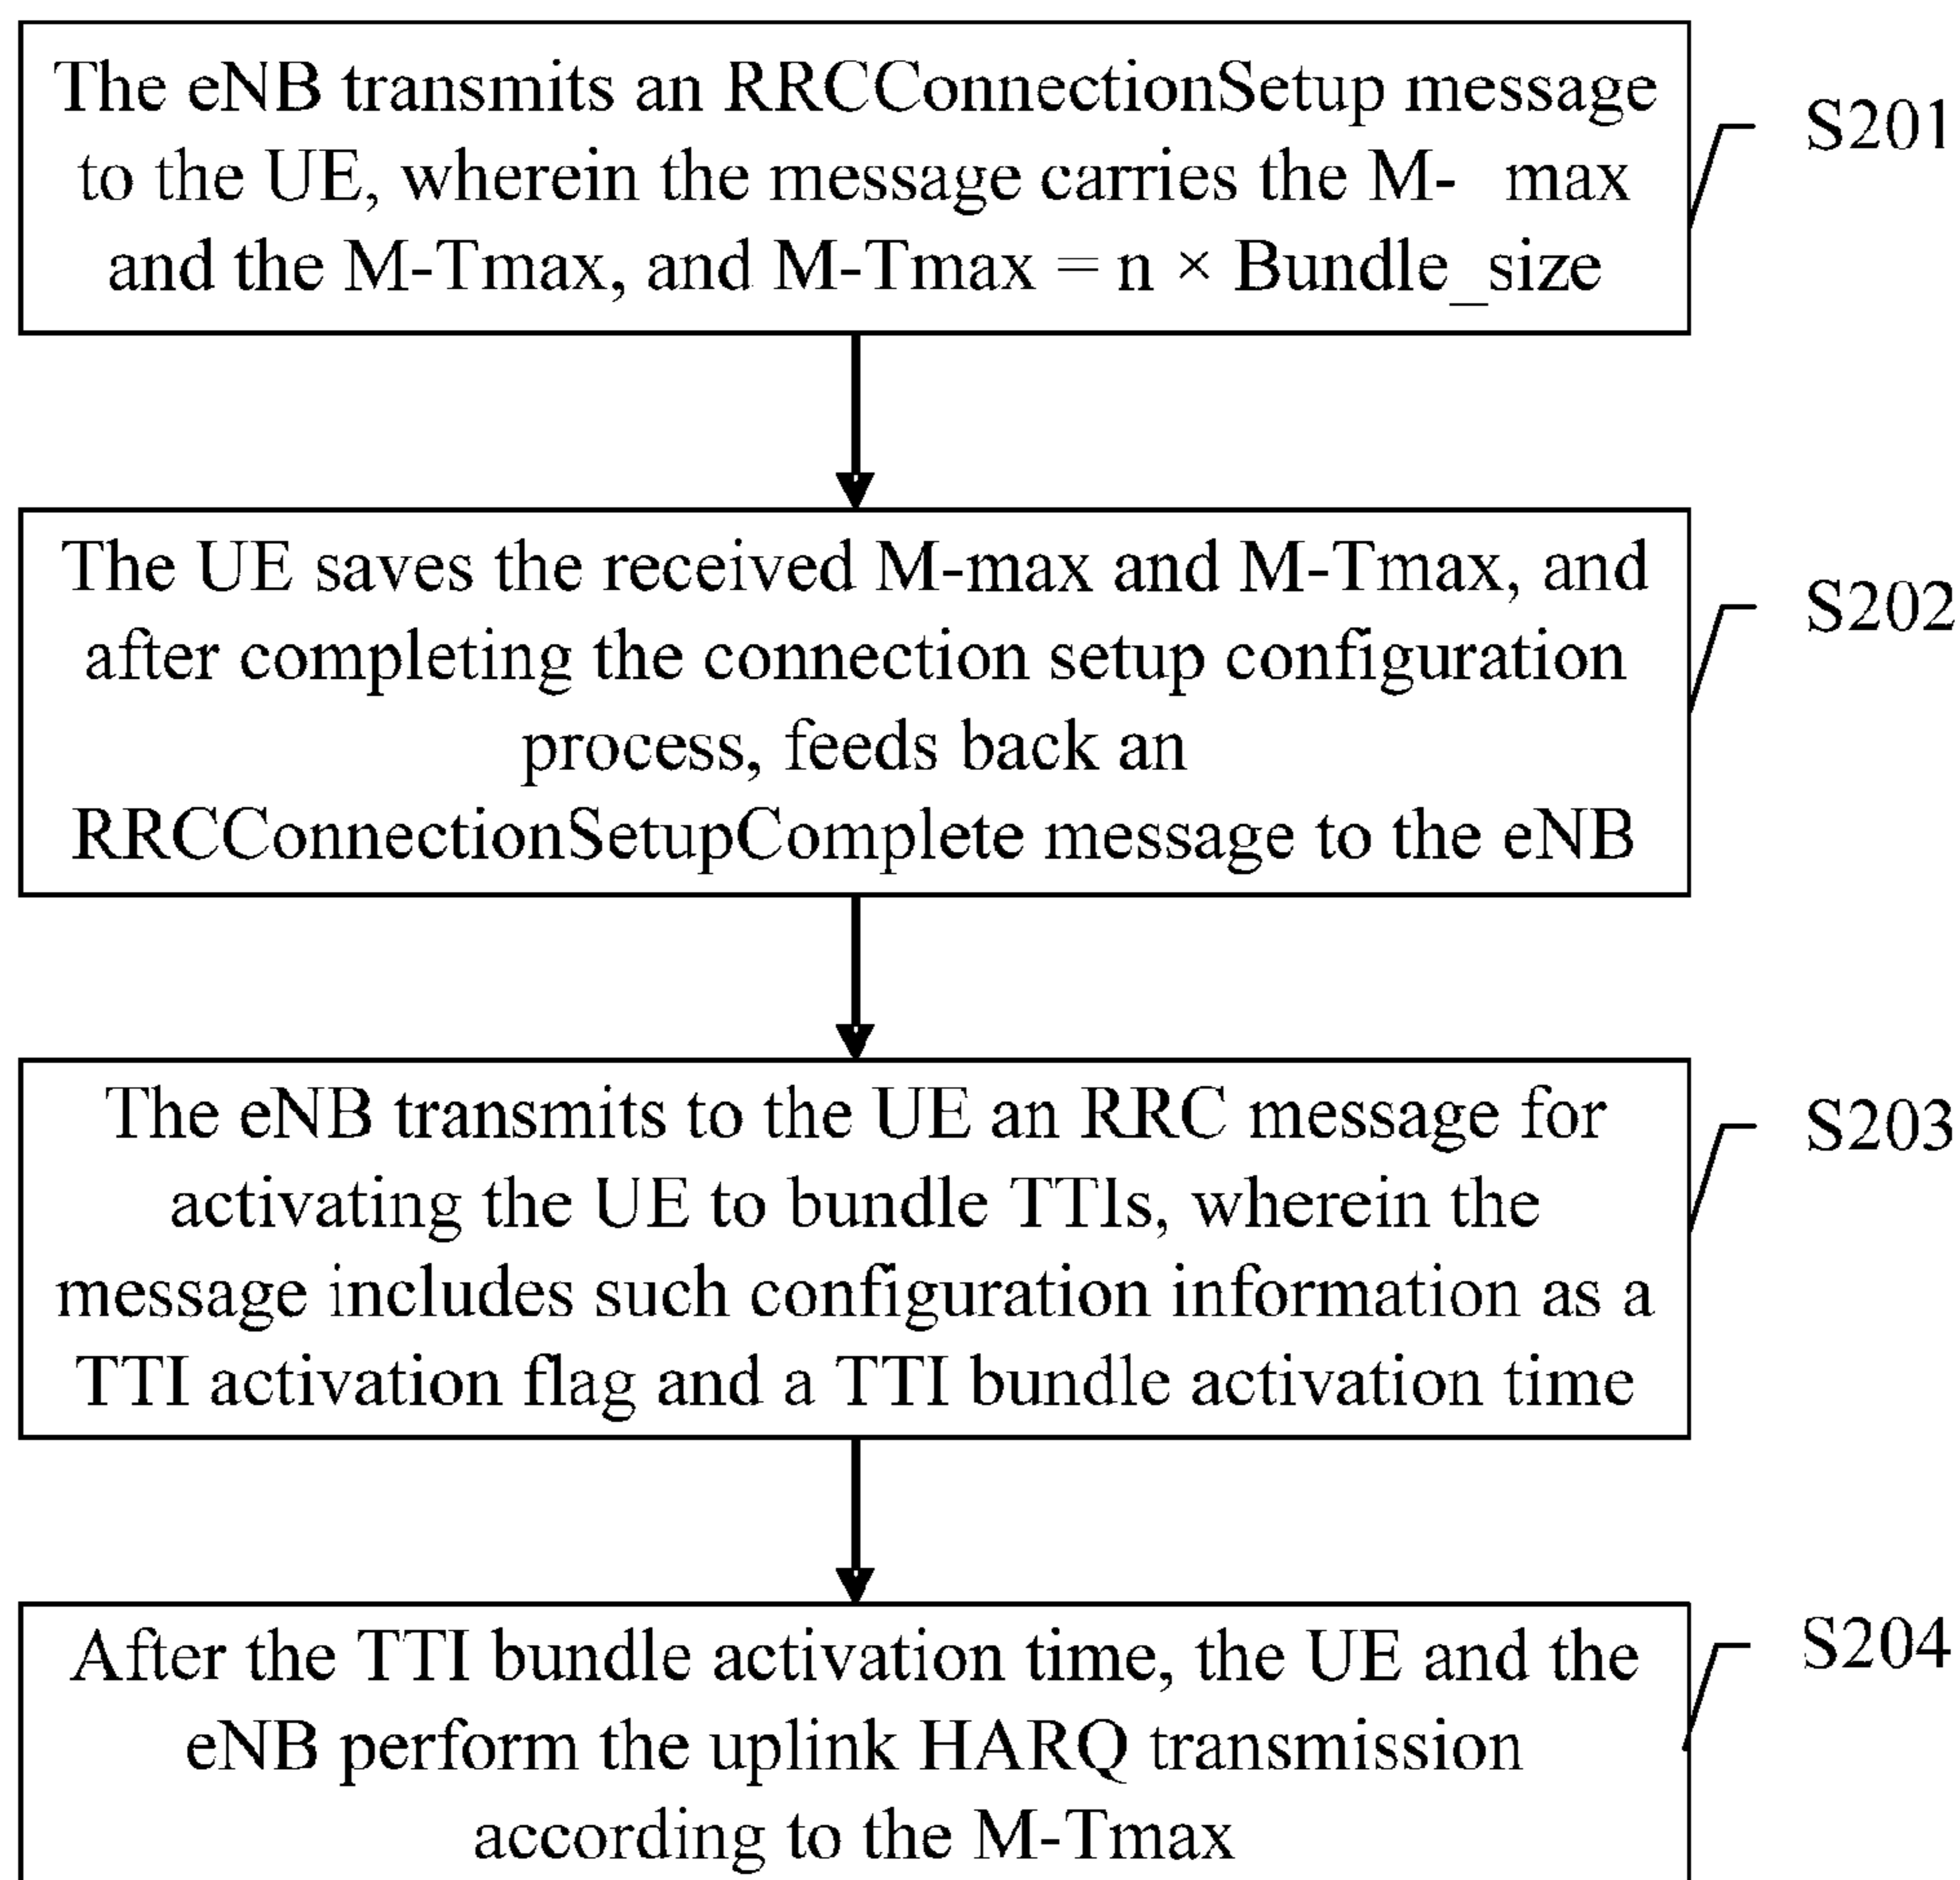 The eNB transmits an RRCConnectionSetup message
to the UE, wherein the message carries the M- max
and the M-Tmax, and M-Tmax = n × Bundle_size
S201
The UE saves the received M-max and M-Tmax, and
after completing the connection setup configuration
process, feeds back an
RRCConnectionSetupComplete message to the eNB
S202
The eNB transmits to the UE an RRC message for
activating the UE to bundle TTIs, wherein the
message includes such configuration information as a
TTI activation flag and a TTI bundle activation time
S203
After the TTI bundle activation time, the UE and the
eNB perform the uplink HARQ transmission
according to the M-Tmax
S204